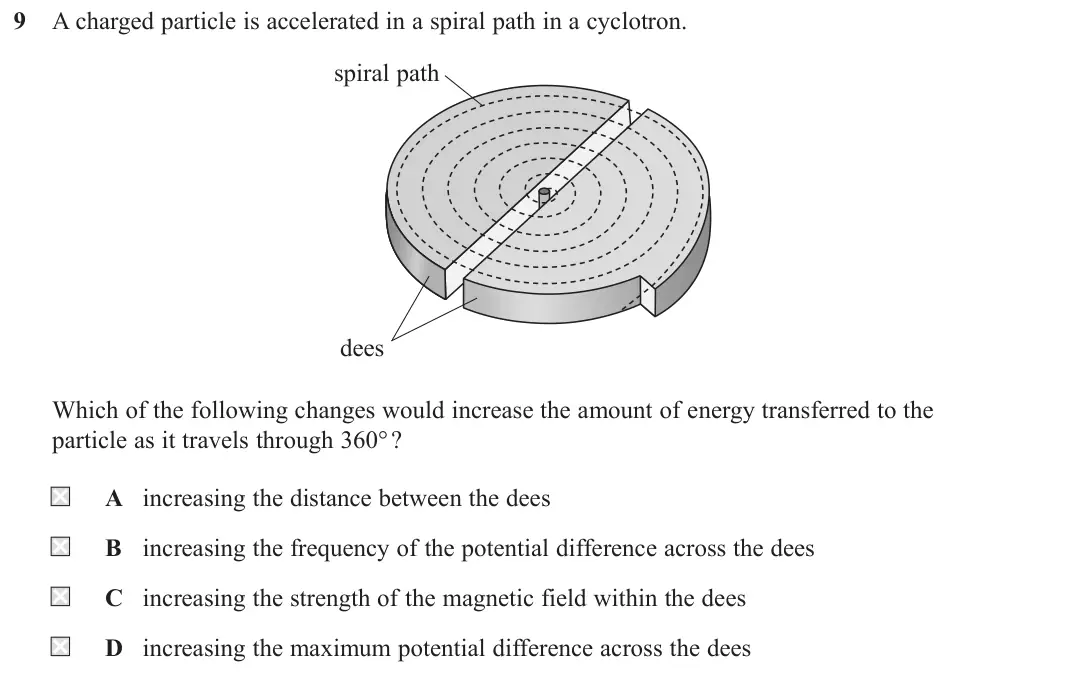 9 A charged particle is accelerated in a spiral path in a cyclotron.
spiral path
dees
Which of the following changes would increase the amount of energy transferred to the
particle as it travels through 360°?
A increasing the distance between the dees
B increasing the frequency of the potential difference across the dees
C increasing the strength of the magnetic field within the dees
D increasing the maximum potential difference across the dees